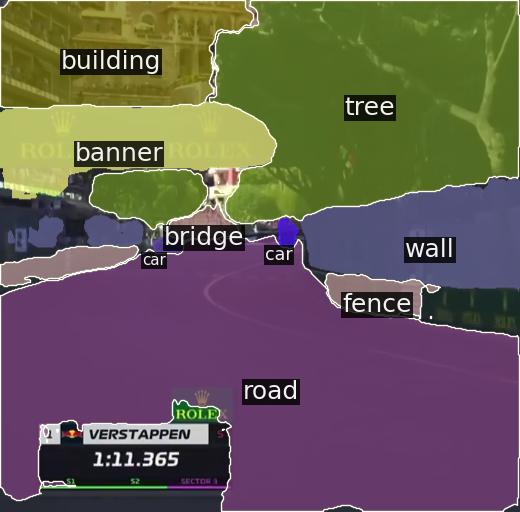 building
tree
ROLEX ROLEX
banner
bridge
wall
car
car
fence
road
ROLEX
1 VERSTAPPEN 5
1:11.365
S1 S2 SECTOR 3